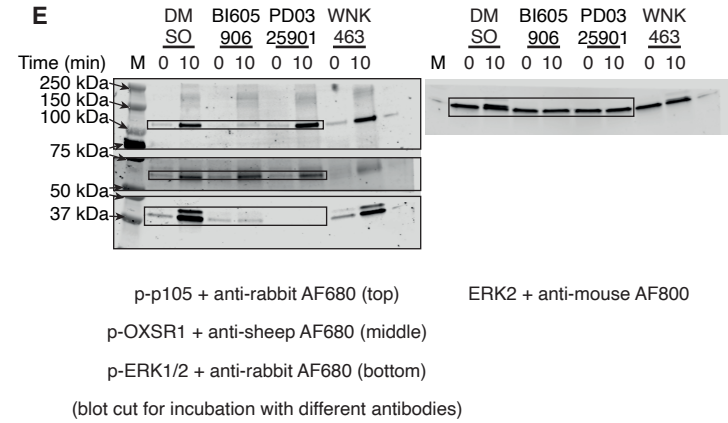 E
DM BI605 PD03 WNK
SO 906 25901 463
Time (min) M 0 10 0 10 0 10 0 10
250 kDa
150 kDa
100 kDa
75 kDa
50 kDa
37 kDa
DM BI605 PD03 WNK
SO 906 25901 463
M 0 10 0 10 0 10 0 10
p-p105 + anti-rabbit AF680 (top)
p-OXSR1 + anti-sheep AF680 (middle)
p-ERK1/2 + anti-rabbit AF680 (bottom)
(blot cut for incubation with different antibodies)
ERK2 + anti-mouse AF800